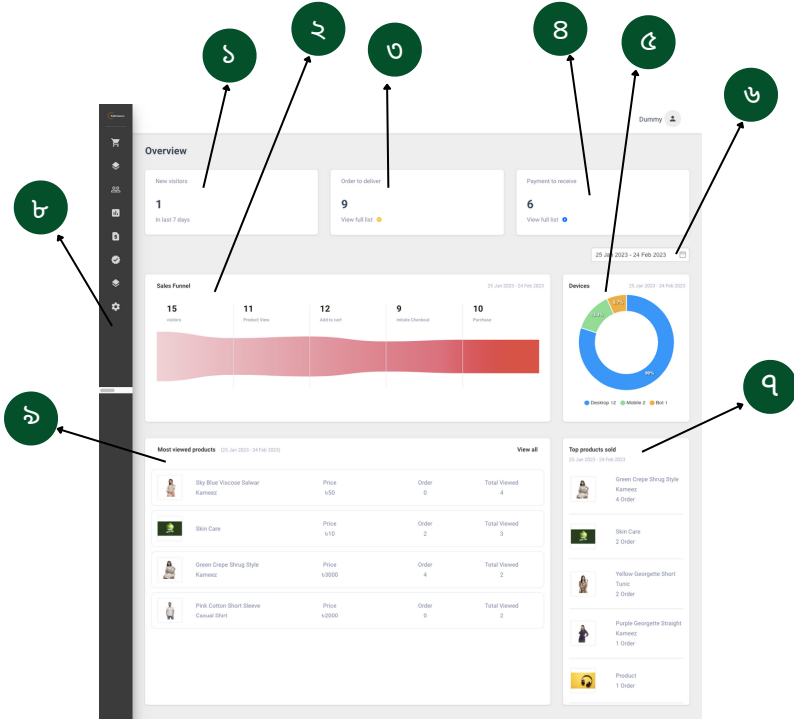 ১
২
৩
৪
৫
৬
৮
৯
৭
Dummy
Overview
New visitors
1
In last 7 days
Order to deliver
9
View full list
Payment to receive
6
View full list
25 Jan 2023 - 24 Feb 2023
Sales Funnel
25 Jan 2023 - 24 Feb 2023
15
visitors
11
Product View
12
Add to cart
9
Initiate Checkout
10
Purchase
Devices
25 Jan 2023 - 24 Feb 2023
80%
Desktop 12
Mobile 2
Bot 1
Most viewed products (25 Jan 2023 - 24 Feb 2023)
View all
Sky Blue Viscose Salwar
Kameez
Price
৳50
Order
0
Total Viewed
4
Skin Care
Price
৳10
Order
2
Total Viewed
3
Green Crepe Shrug Style
Kameez
Price
৳3000
Order
4
Total Viewed
2
Pink Cotton Short Sleeve
Casual Shirt
Price
৳2000
Order
0
Total Viewed
2
Top products sold
25 Jan 2023 - 24 Feb 2023
Green Crepe Shrug Style
Kameez
4 Order
Skin Care
2 Order
Yellow Georgette Short
Tunic
2 Order
Purple Georgette Straight
Kameez
1 Order
Product
1 Order